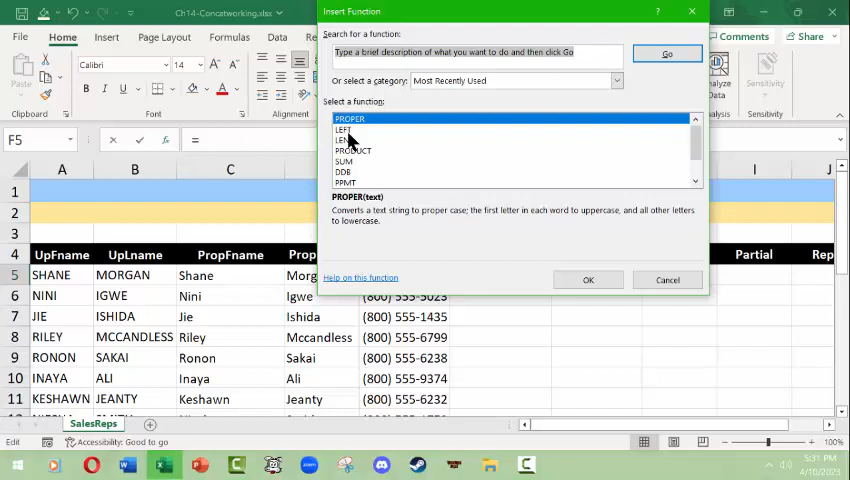 Ch14-Concatworking.xlsx
Insert Function
?
File
Home
Insert
Page Layout
Formulas
Data
Comments
Share
Paste
Calibri
14
Clipboard
B I U
Analyze
Data
Sensitivity
Analysis
Sensitivity
Search for a function:
Type a brief description of what you want to do and then click Go
Go
Or select a category:
Most Recently Used
Select a function:
PROPER
LEFT
LEN
PRODUCT
SUM
DDB
PPMT
PROPER(text)
Converts a text string to proper case; the first letter in each word to uppercase, and all other letters
to lowercase.
Help on this function
OK
Cancel
F5
=
A B C I J
1
2
3
4 UpFname UpLname PropFname Partial
5 SHANE MORGAN Shane
6 NINI IGWE Nini Igwe (800) 555-5023
7 JIE ISHIDA Jie Ishida (800) 555-1435
8 RILEY MCCANDLESS Riley Mccandless (800) 555-6799
9 RONON SAKAI Ronon Sakai (800) 555-6238
10 INAYA ALI Inaya Ali (800) 555-9374
11 KESHAWN JEANTY Keshawn Jeanty (800) 555-6232
SalesReps
Edit
Accessibility: Good to go
100%
5:31 PM
4/10/2023